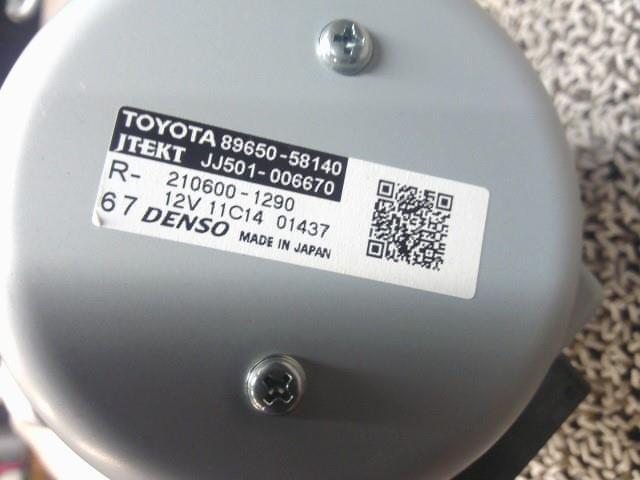 TOYOTA 89650-58140
JTEKT JJ501-006670
R- 210600-1290
12V 11C14 01437
67 DENSO MADE IN JAPAN